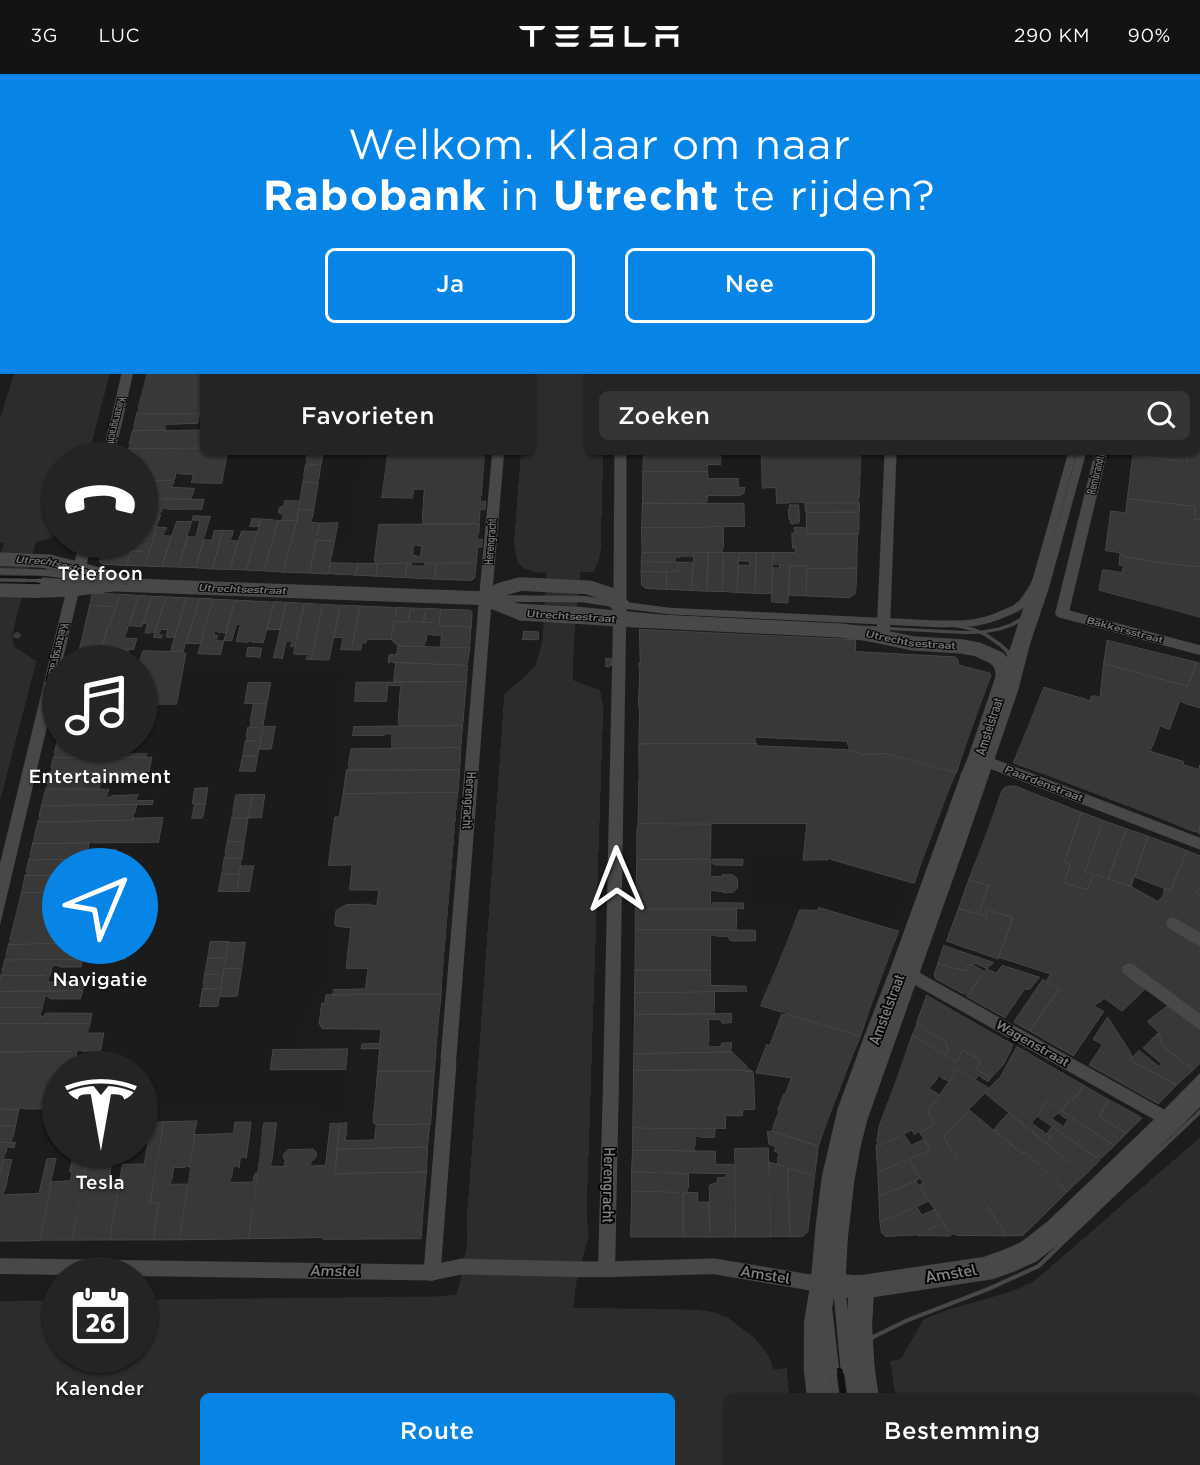 3G LUC TESLA 290 KM 90%
Welkom. Klaar om naar
Rabobank in Utrecht te rijden?
Ja Nee
Favorieten Zoeken
Keizersgracht
Rembrandt
Herengracht
Utrechtsestraat
Telefoon
Utrechtsestraat
Utrechtsestraat
Bakkersstraat
Keizersgrac
Utrechtsestraat
Amstelstraat
Entertainment
Herengracht
Paardenstraat
Navigatie
Amstelstraat
Wagenstraat
Tesla
Herengracht
Amstel
Amstel
Amstel
26
Kalender
Route Bestemming